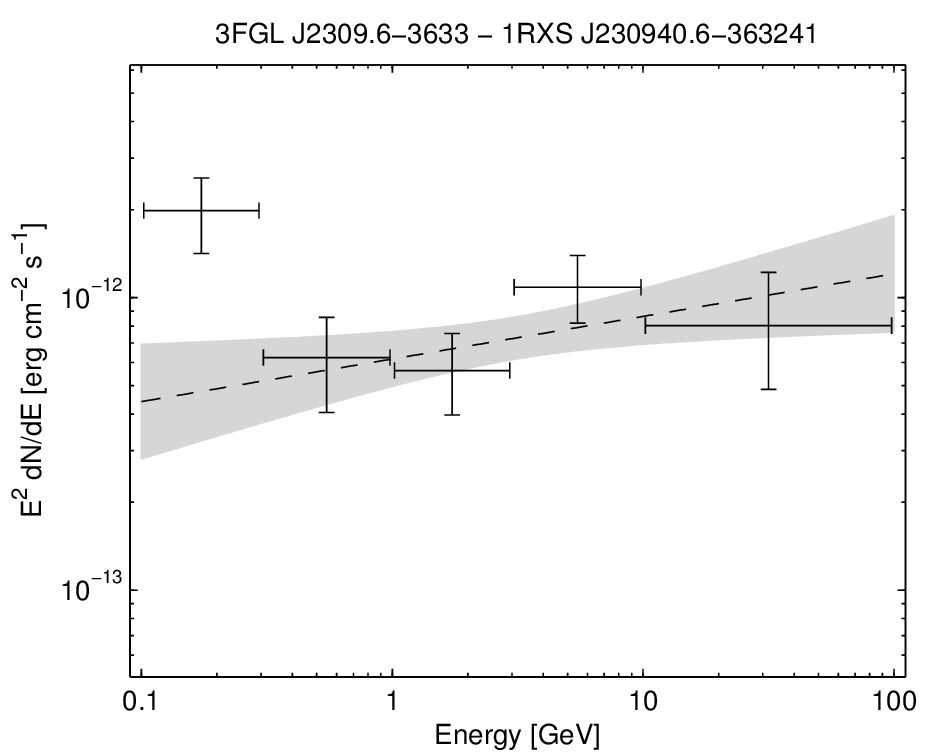 3FGL J2309.6−3633 − 1RXS J230940.6−363241
E² dN/dE [erg cm⁻² s⁻¹]
10⁻¹²
10⁻¹³
0.1 1 10 100
Energy [GeV]